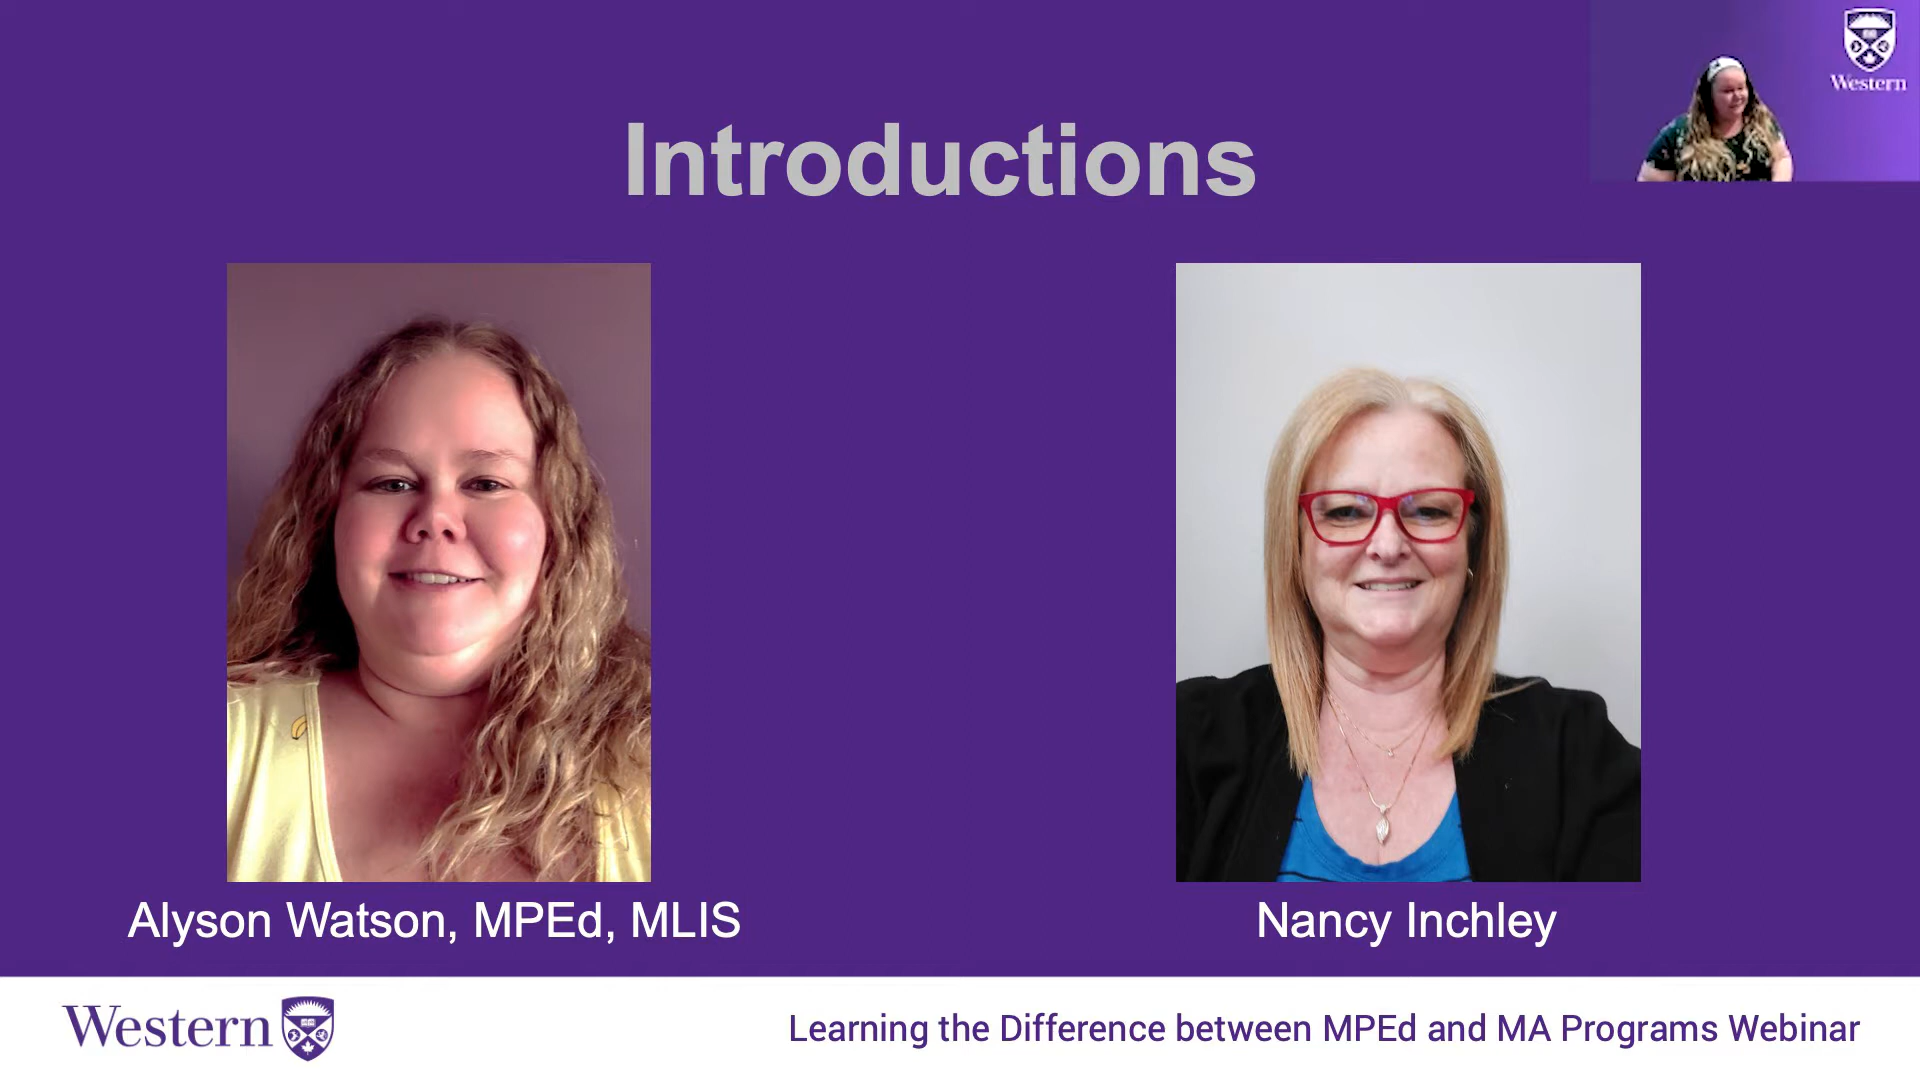 Western
Introductions
Alyson Watson, MPEd, MLIS
Nancy Inchley
Western
Learning the Difference between MPEd and MA Programs Webinar